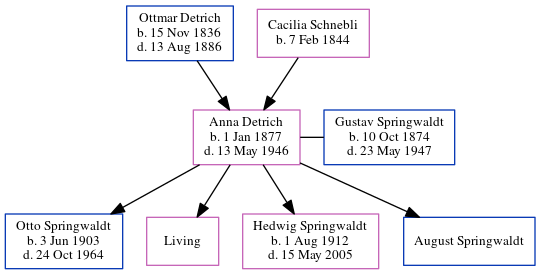 Ottmar Detrich
b. 15 Nov 1836
d. 13 Aug 1886
Cacilia Schnebli
b. 7 Feb 1844
Anna Detrich
b. 1 Jan 1877
d. 13 May 1946
Gustav Springwaldt
b. 10 Oct 1874
d. 23 May 1947
Otto Springwaldt
b. 3 Jun 1903
d. 24 Oct 1964
Living
Hedwig Springwaldt
b. 1 Aug 1912
d. 15 May 2005
August Springwaldt